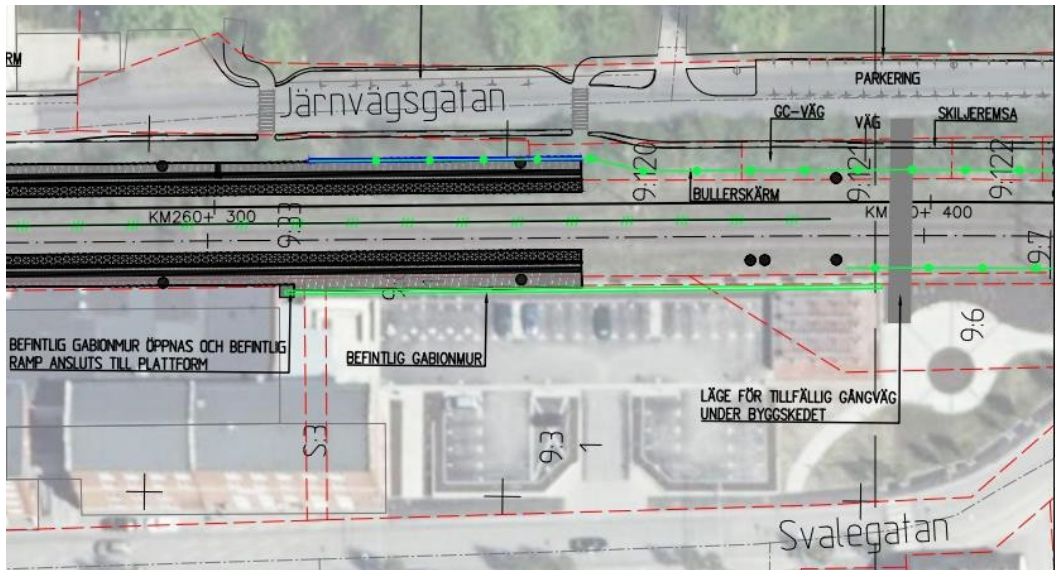 RM
Järnvägsgatan
PARKERING
GC-VÄG
VÄG
SKILJEREMSA
9:120
9:121
9:122
BULLERSKÄRM
KM260+ 300
9:33
400
9:7
9:6
BEFINTLIG GABIONMUR ÖPPNAS OCH BEFINTLIG
RAMP ANSLUTS TILL PLATTFORM
BEFINTLIG GABIONMUR
LÄGE FÖR TILLFÄLLIG GÅNGVÄG
UNDER BYGGSKEDET
S:3
9:3
1
Svalegatan